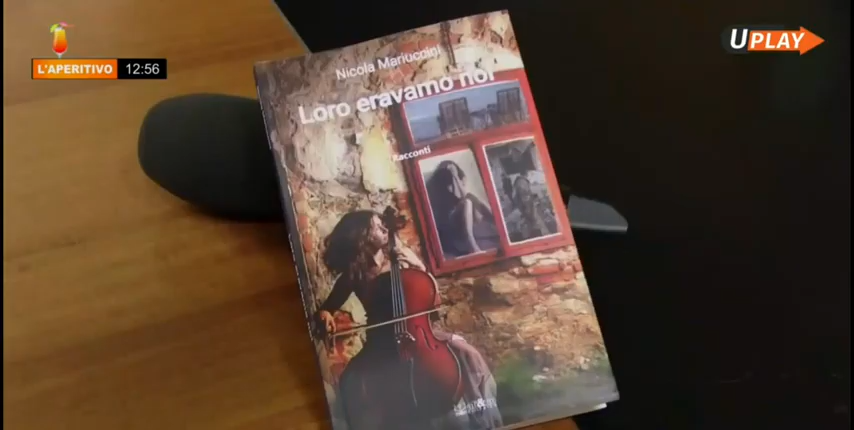 L'APERITIVO 12:56
UPLAY
Nicola Mariuccini
Loro eravamo noi
Racconti